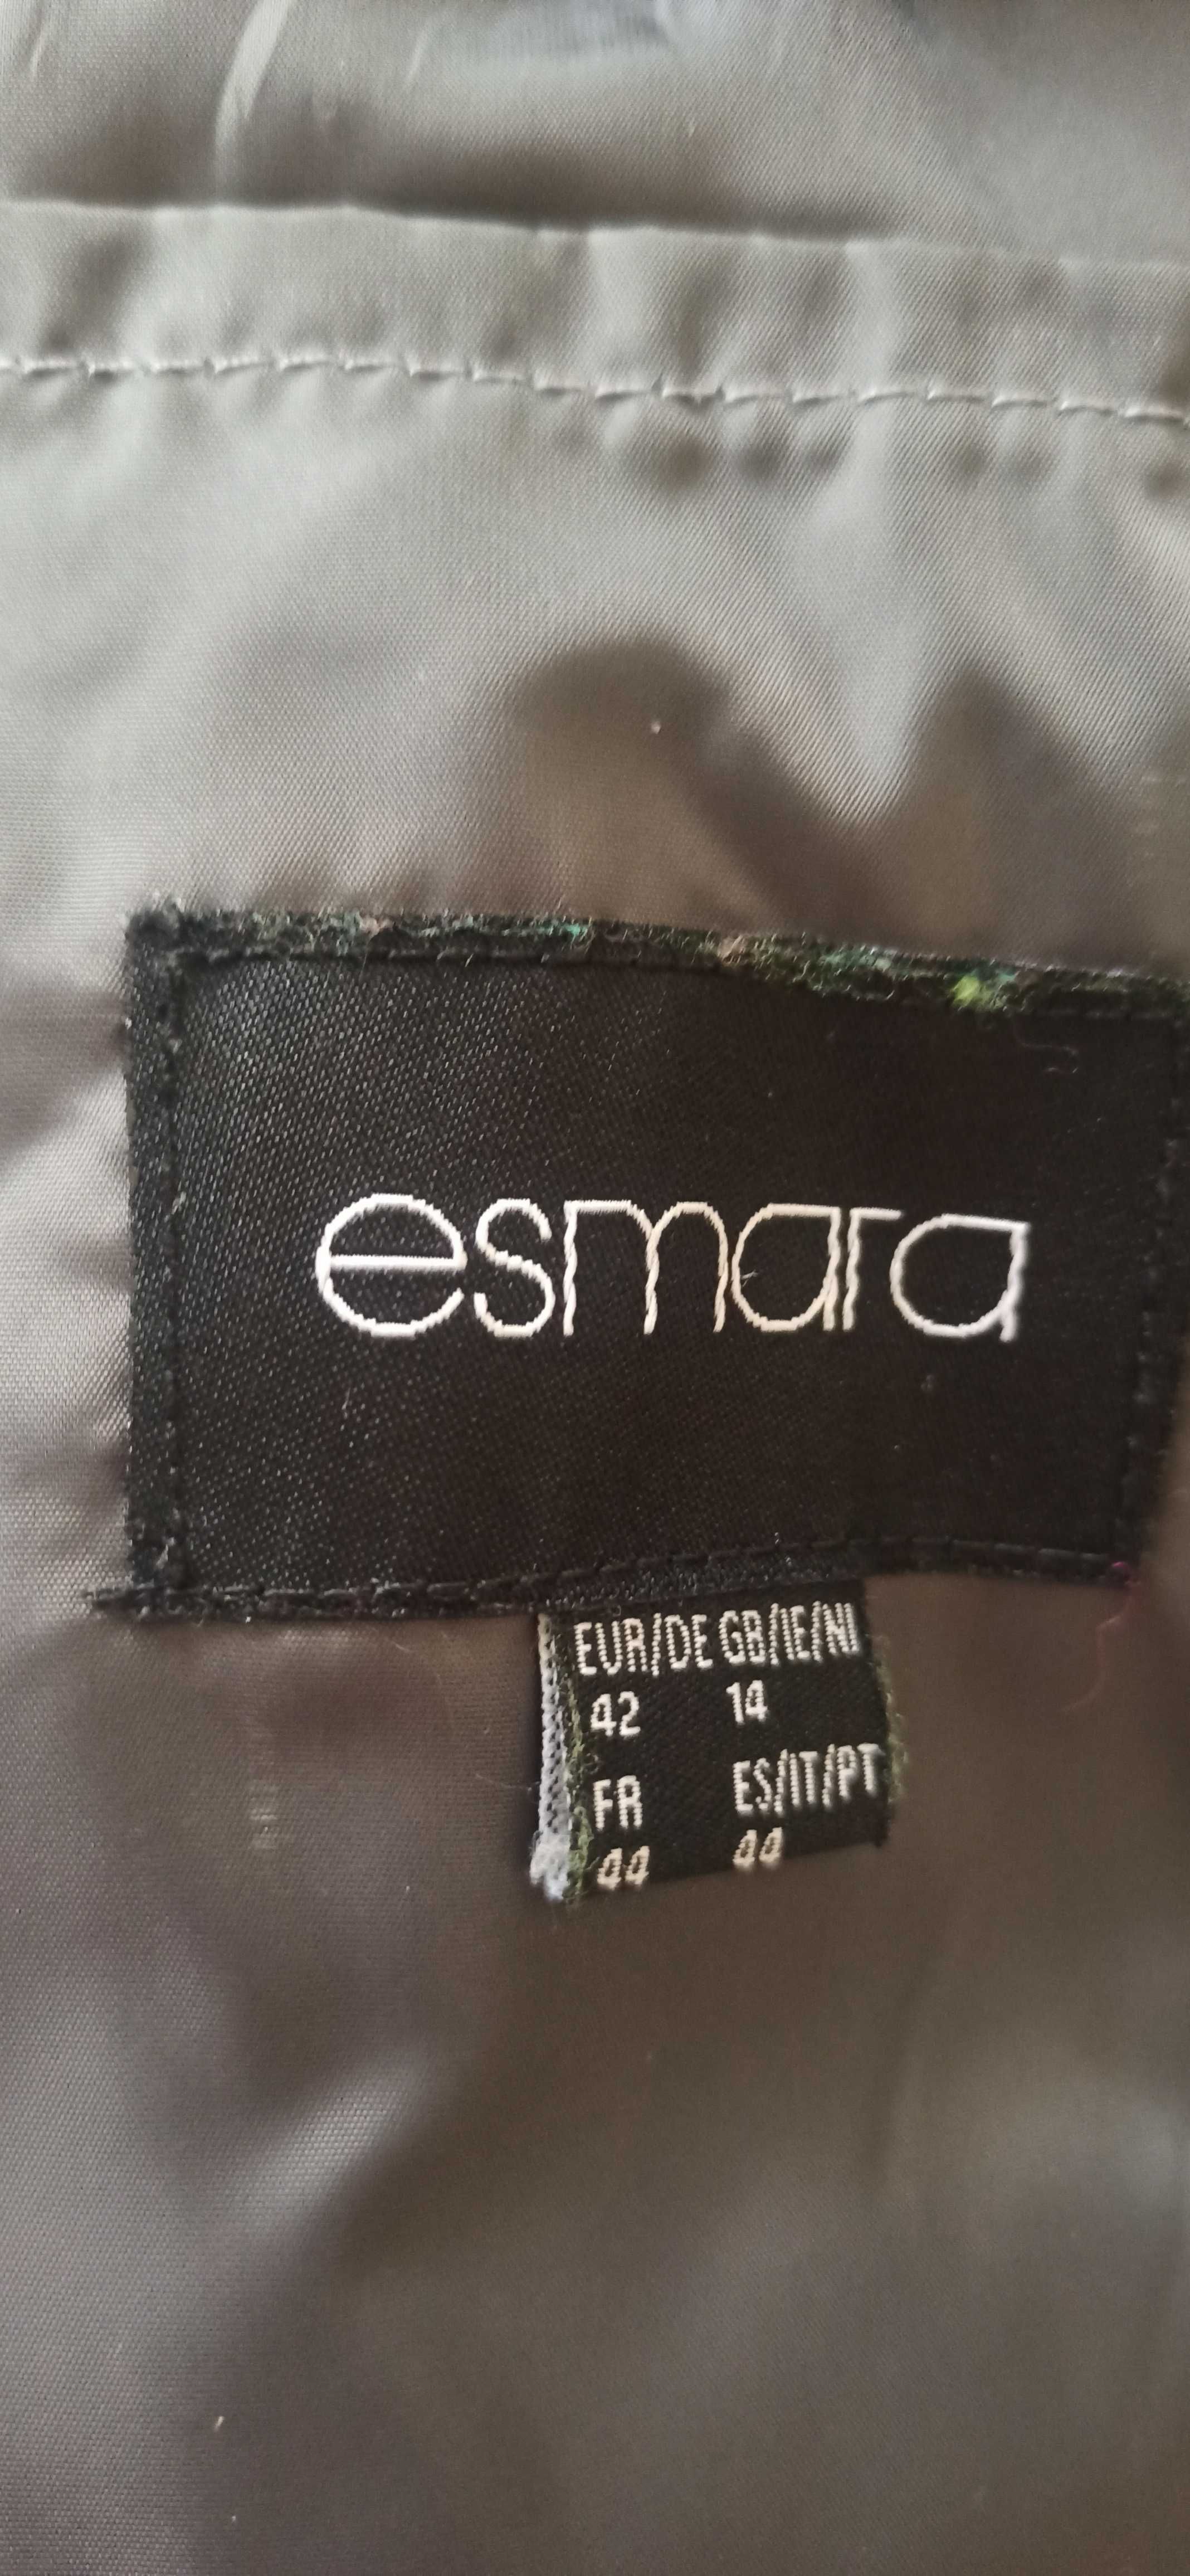 esmara
EUR/DE GB/IE/NI
42 14
FR ES/IT/PT
44 44